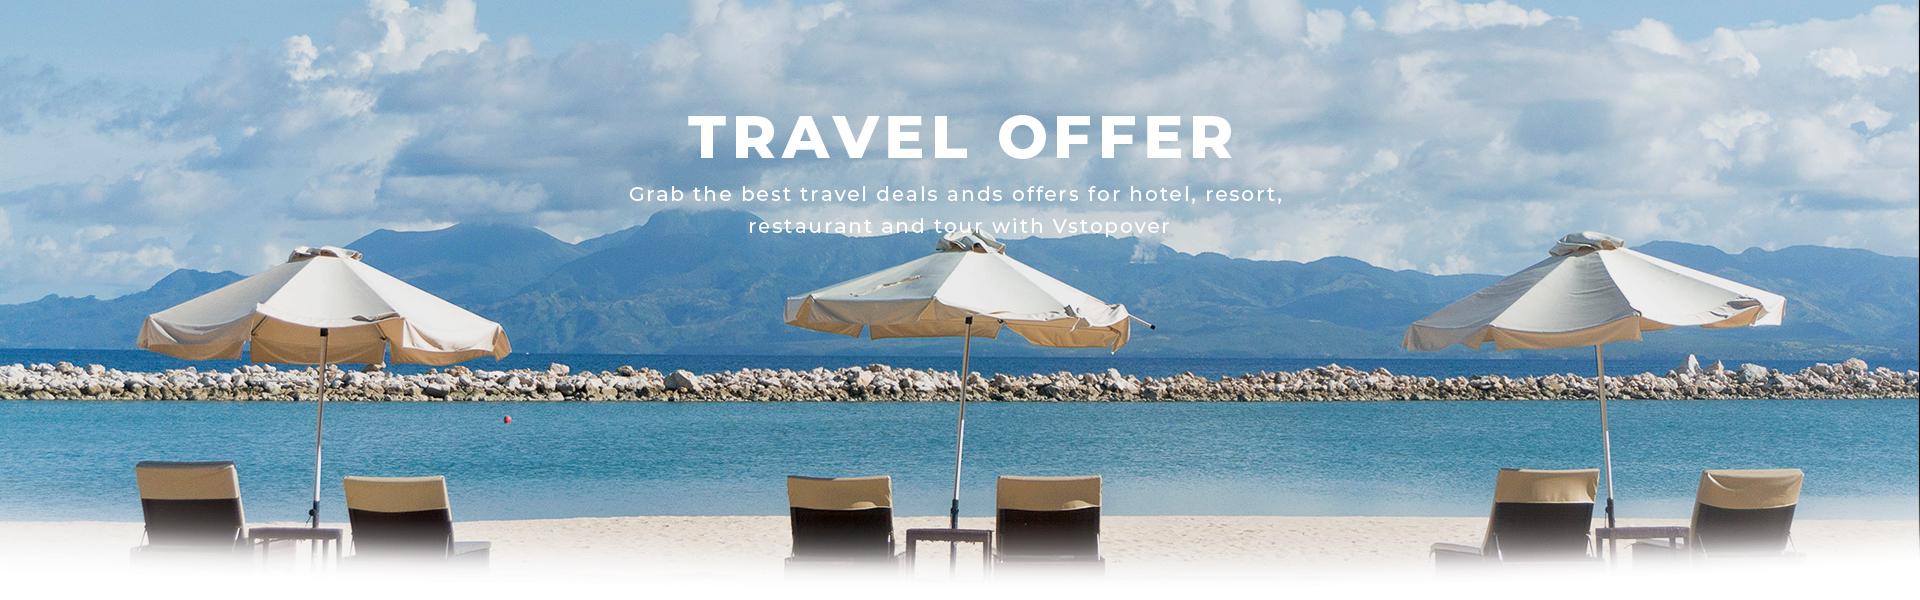 TRAVEL OFFER
Grab the best travel deals ands offers for hotel, resort,
restaurant and tour with Vstopover